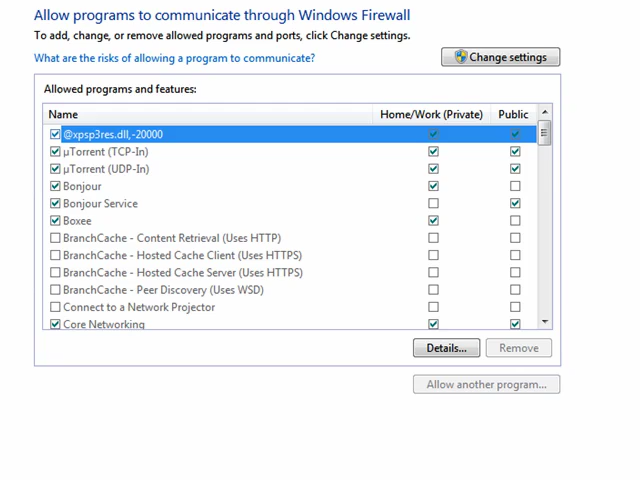 Allow programs to communicate through Windows Firewall
To add, change, or remove allowed programs and ports, click Change settings.
What are the risks of allowing a program to communicate?
Change settings
Allowed programs and features:
Name Home/Work (Private) Public
@xpsp3res.dll,-20000
µTorrent (TCP-In)
µTorrent (UDP-In)
Bonjour
Bonjour Service
Boxee
BranchCache - Content Retrieval (Uses HTTP)
BranchCache - Hosted Cache Client (Uses HTTPS)
BranchCache - Hosted Cache Server (Uses HTTPS)
BranchCache - Peer Discovery (Uses WSD)
Connect to a Network Projector
Core Networking
Details... Remove
Allow another program...